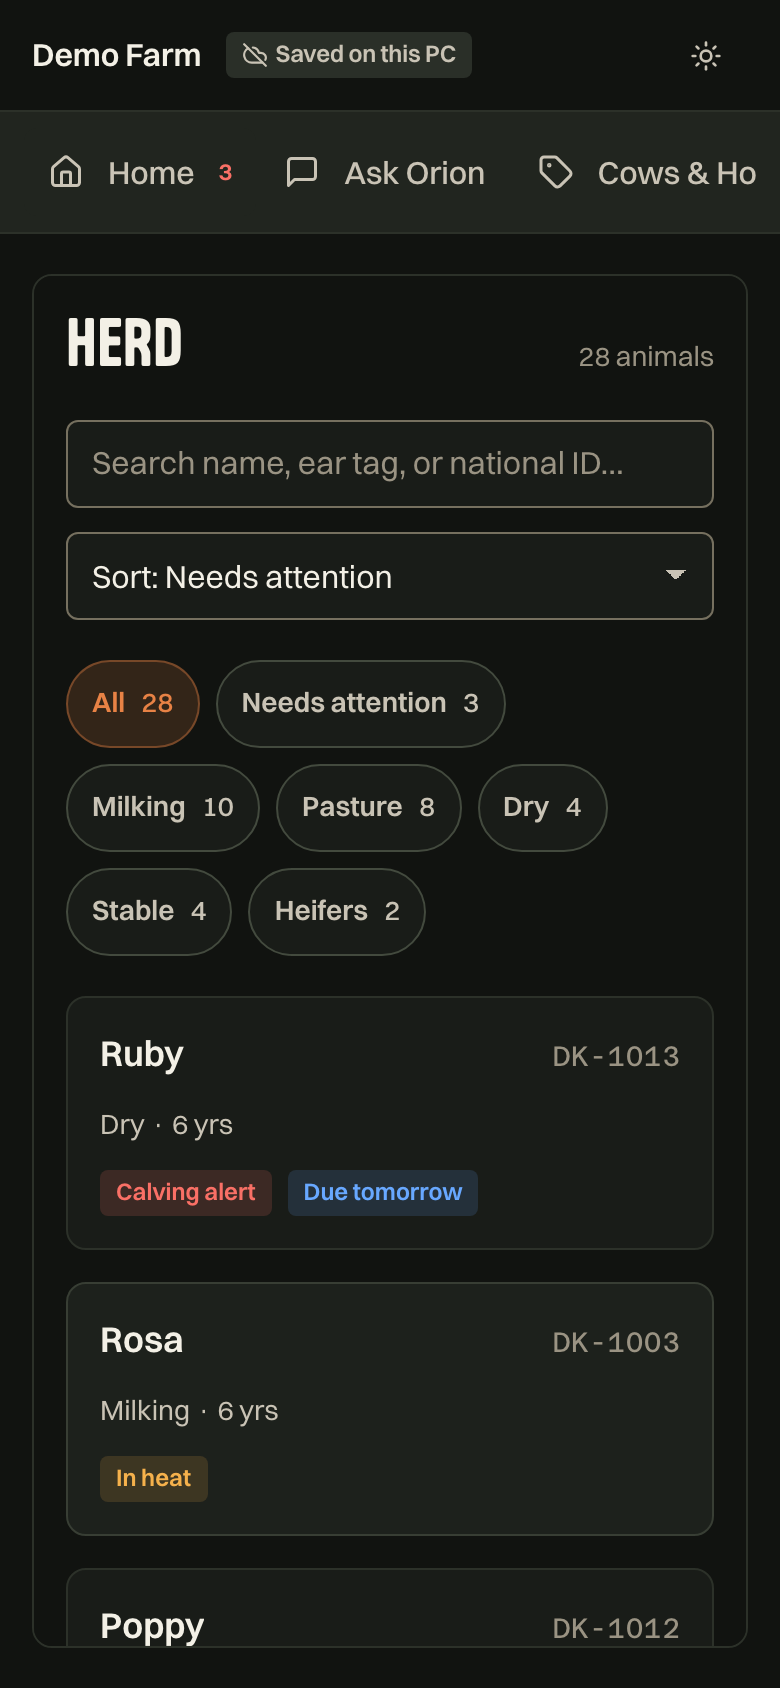 Demo Farm Saved on this PC
Home 3 Ask Orion Cows & Ho
HERD
28 animals
Search name, ear tag, or national ID...
Sort: Needs attention
All 28 Needs attention 3
Milking 10 Pasture 8 Dry 4
Stable 4 Heifers 2
Ruby DK-1013
Dry · 6 yrs
Calving alert Due tomorrow
Rosa DK-1003
Milking · 6 yrs
In heat
Poppy DK-1012